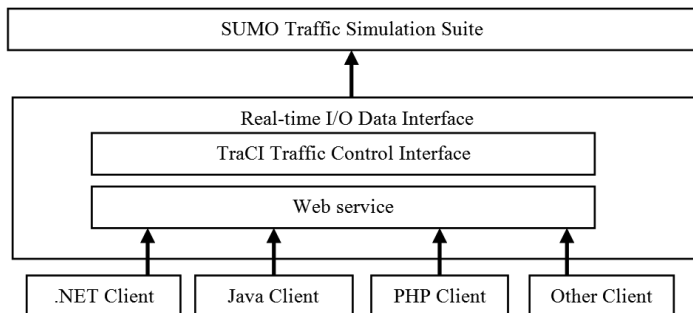 SUMO Traffic Simulation Suite
Real-time I/O Data Interface
TraCI Traffic Control Interface
Web service
.NET Client
Java Client
PHP Client
Other Client